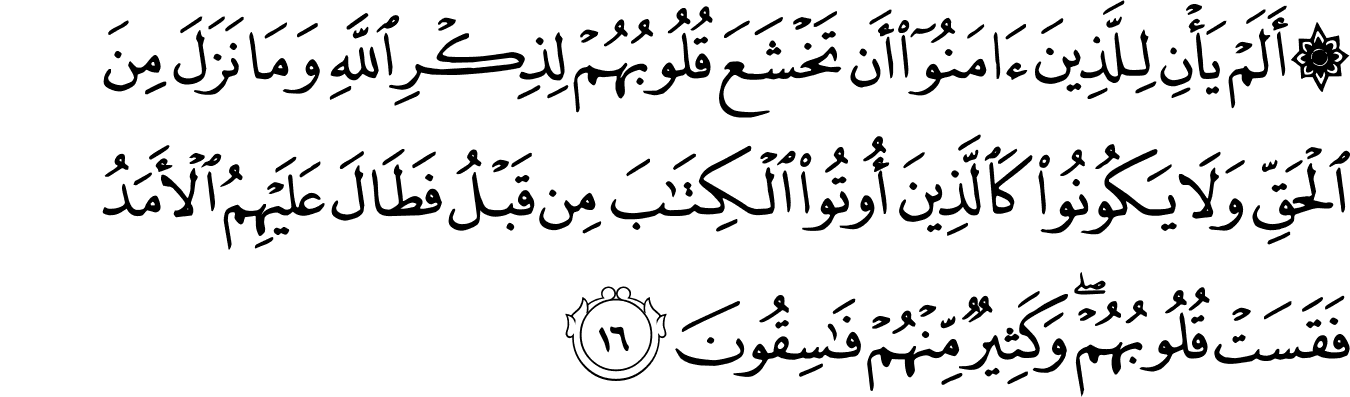 ۞ أَلَمْ يَأْنِ لِلَّذِينَ ءَامَنُوٓا۟ أَن تَخْشَعَ قُلُوبُهُمْ لِذِكْرِ ٱللَّهِ وَمَا نَزَلَ مِنَ
ٱلْحَقِّ وَلَا يَكُونُوا۟ كَٱلَّذِينَ أُوتُوا۟ ٱلْكِتَـٰبَ مِن قَبْلُ فَطَالَ عَلَيْهِمُ ٱلْأَمَدُ
فَقَسَتْ قُلُوبُهُمْ ۖ وَكَثِيرٌ مِّنْهُمْ فَـٰسِقُونَ ١٦